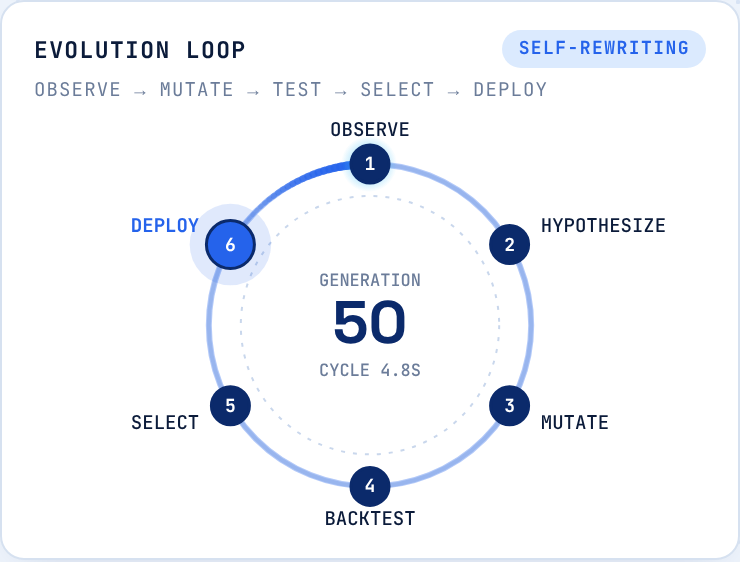 EVOLUTION LOOP
SELF-REWRITING
OBSERVE → MUTATE → TEST → SELECT → DEPLOY
OBSERVE
1
DEPLOY
6
2
HYPOTHESIZE
GENERATION
50
CYCLE 4.8S
SELECT
5
3
MUTATE
4
BACKTEST